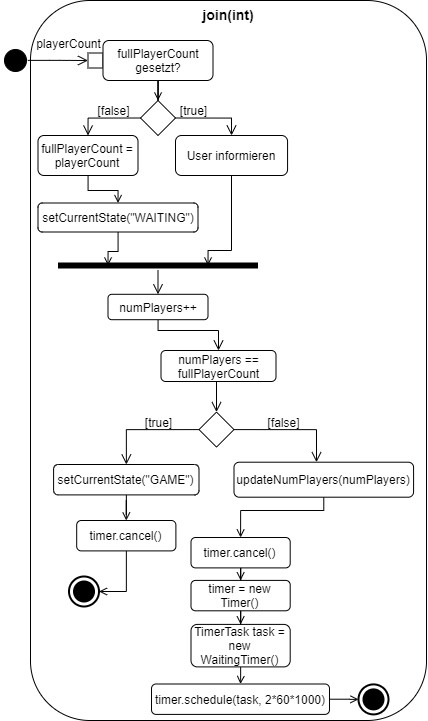 join(int)
playerCount
fullPlayerCount
gesetzt?
[false]
[true]
fullPlayerCount =
playerCount
User informieren
setCurrentState("WAITING")
numPlayers++
numPlayers ==
fullPlayerCount
[true]
[false]
setCurrentState("GAME")
updateNumPlayers(numPlayers)
timer.cancel()
timer.cancel()
timer = new
Timer()
TimerTask task =
new
WaitingTimer()
timer.schedule(task, 2*60*1000)